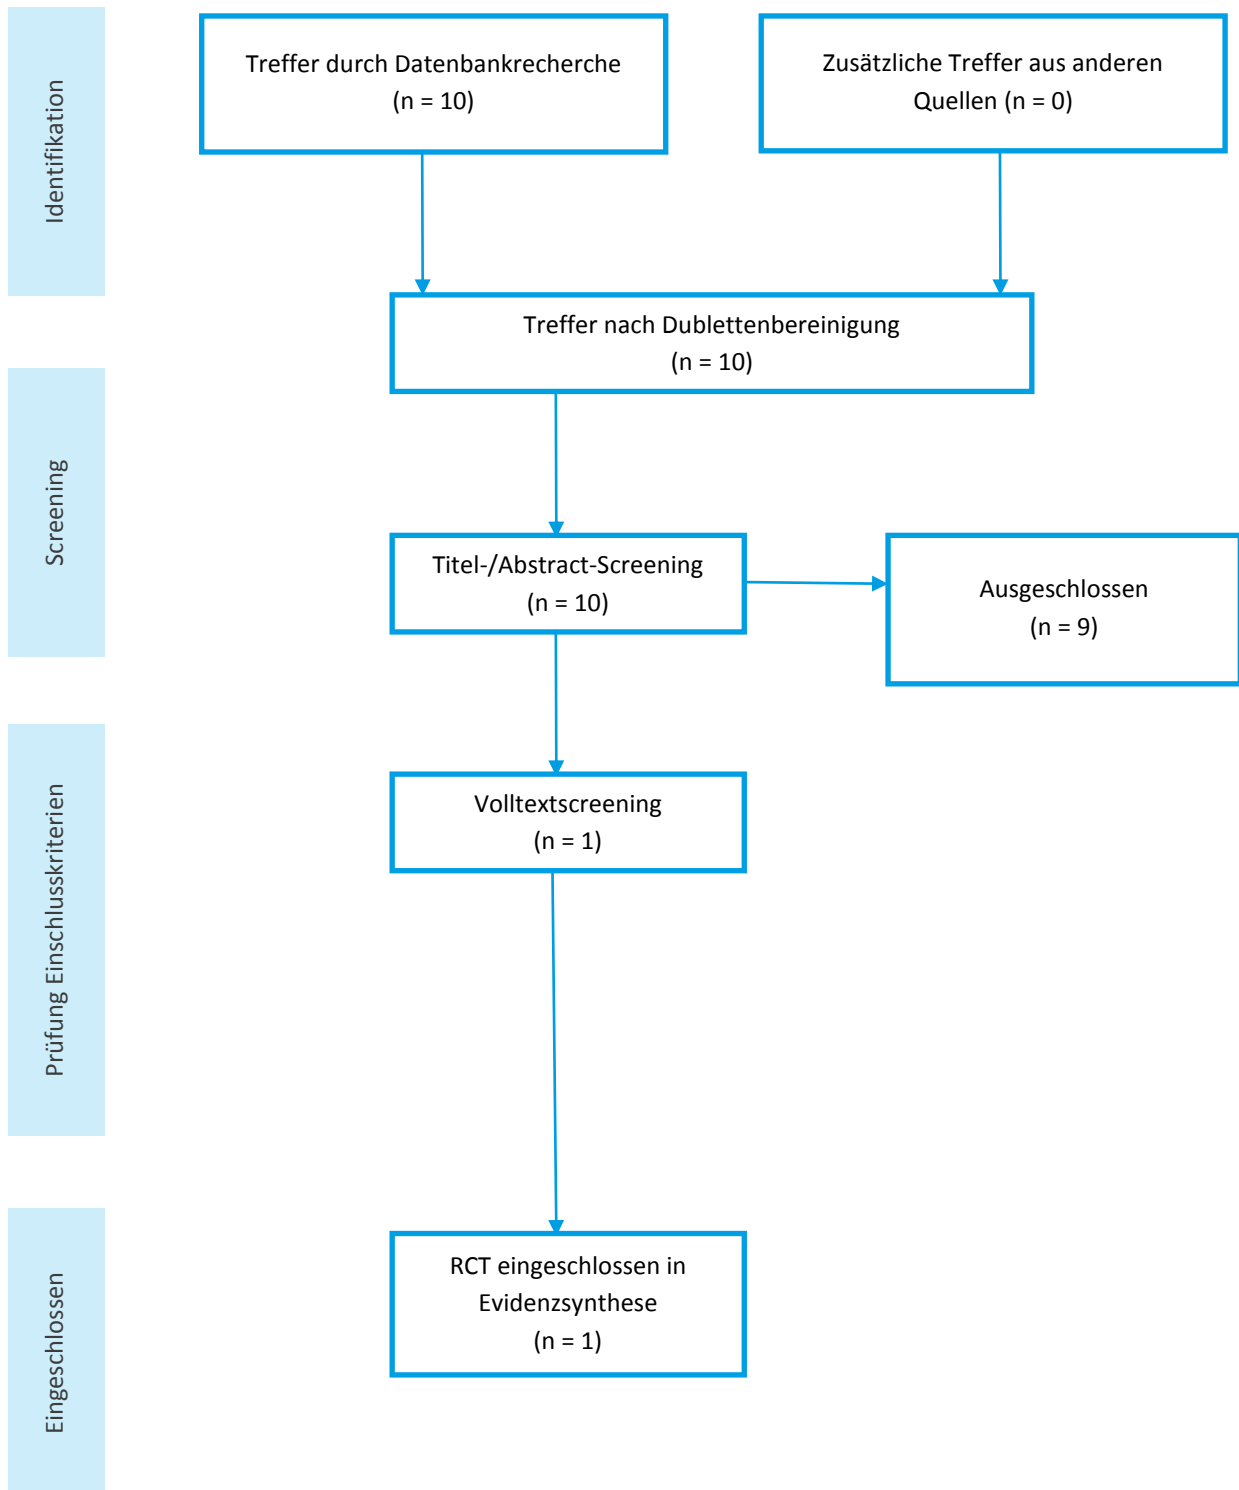 Identifikation
Treffer durch Datenbankrecherche
(n = 10)
Zusätzliche Treffer aus anderen
Quellen (n = 0)
Treffer nach Dublettenbereinigung
(n = 10)
Screening
Titel-/Abstract-Screening
(n = 10)
Ausgeschlossen
(n = 9)
Prüfung Einschlusskriterien
Volltextscreening
(n = 1)
Eingeschlossen
RCT eingeschlossen in
Evidenzsynthese
(n = 1)